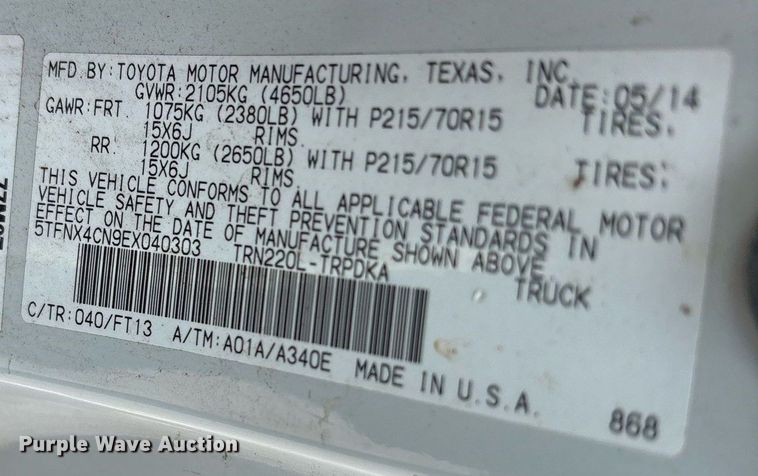 MFD.BY:TOYOTA MOTOR MANUFACTURING, TEXAS, INC.
GVWR:2105KG (4650LB) DATE:05/14
GAWR:FRT. 1075KG (2380LB) WITH P215/70R15 TIRES.
15X6J RIMS
RR. 1200KG (2650LB) WITH P215/70R15 TIRES.
15X6J RIMS
THIS VEHICLE CONFORMS TO ALL APPLICABLE FEDERAL MOTOR
VEHICLE SAFETY AND THEFT PREVENTION STANDARDS IN
EFFECT ON THE DATE OF MANUFACTURE SHOWN ABOVE.
5TFNX4CN9EX040303 TRN220L-TRPDKA TRUCK
C/TR:040/FT13 A/TM:A01A/A340E MADE IN U.S.A.
868
Purple Wave Auction